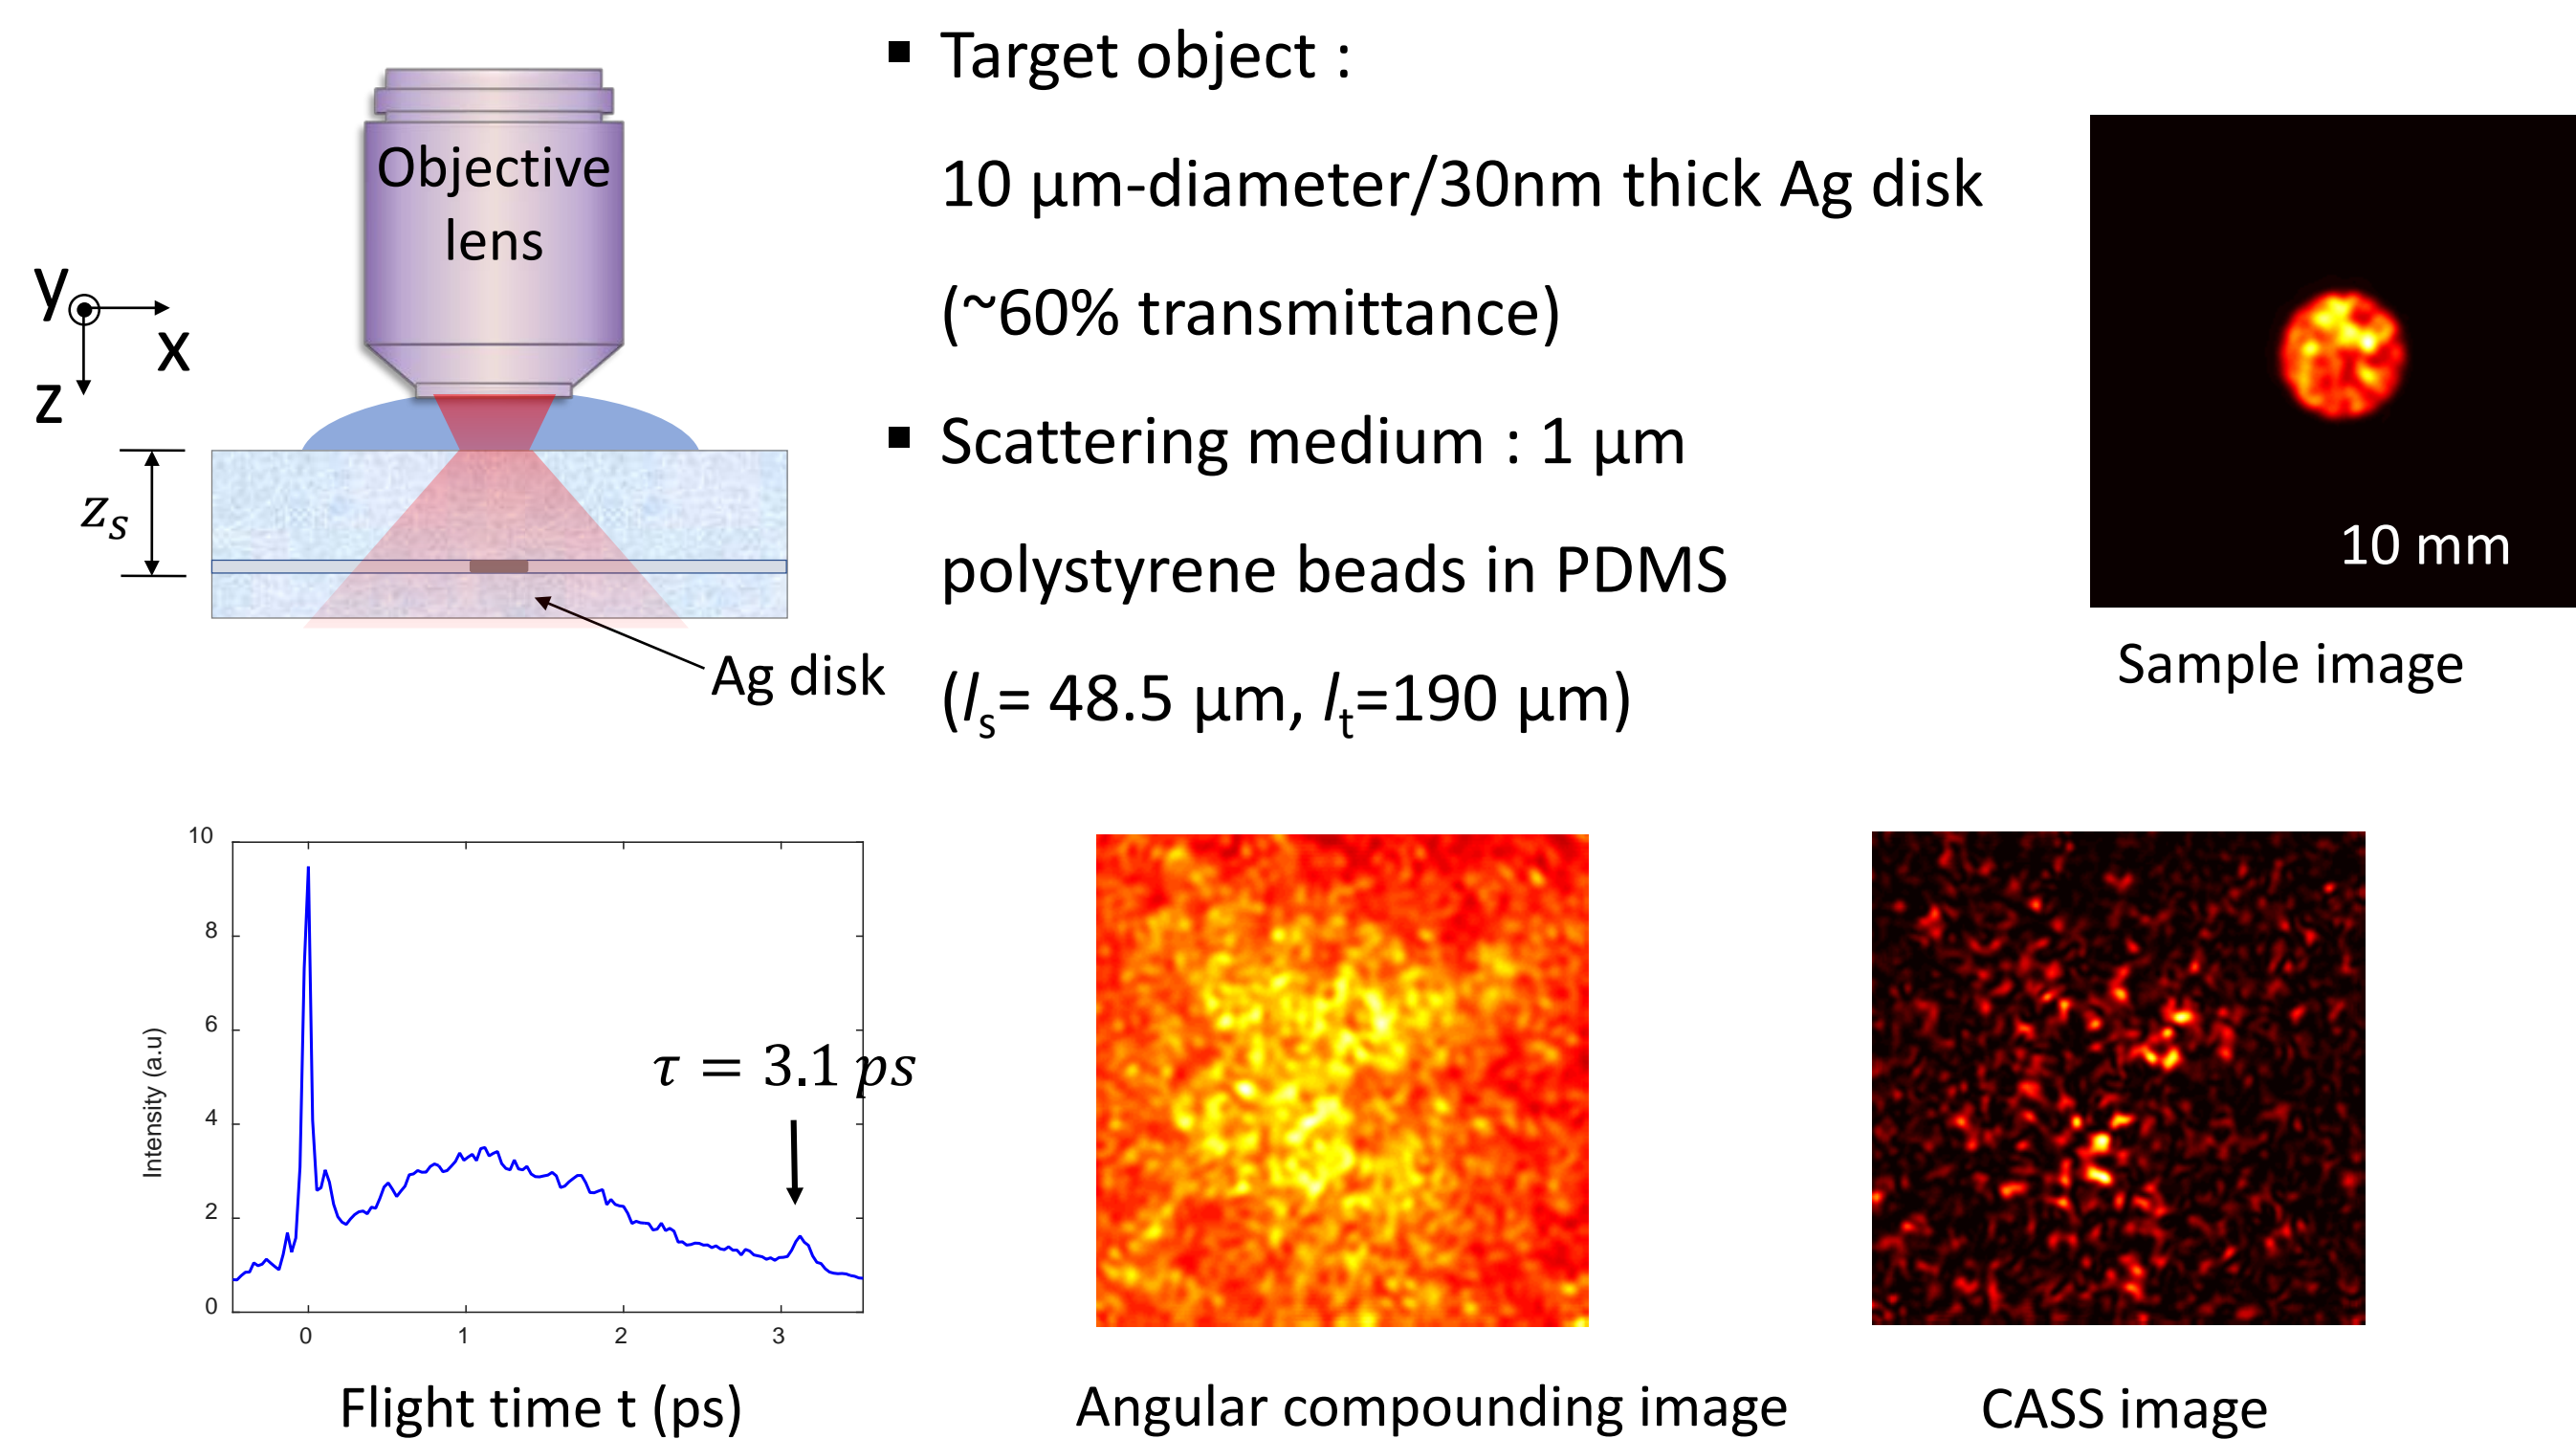 Objective
lens
y
x
z
z_s
Ag disk
▪ Target object :
10 μm-diameter/30nm thick Ag disk
(~60% transmittance)
▪ Scattering medium : 1 μm
polystyrene beads in PDMS
(l_s= 48.5 μm, l_t=190 μm)
10 mm
Sample image
10
8
6
4
2
0
Intensity (a.u)
τ = 3.1 ps
0 1 2 3
Flight time t (ps)
Angular compounding image
CASS image